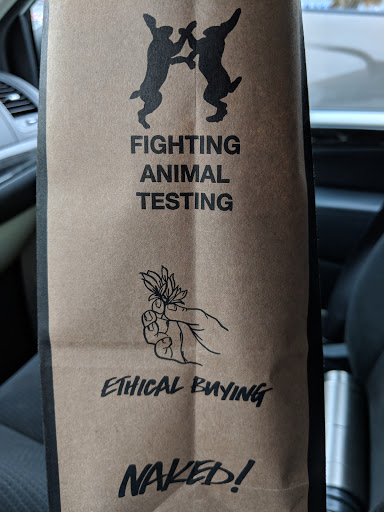 FIGHTING
ANIMAL
TESTING
ETHICAL BUYING
NAKED!